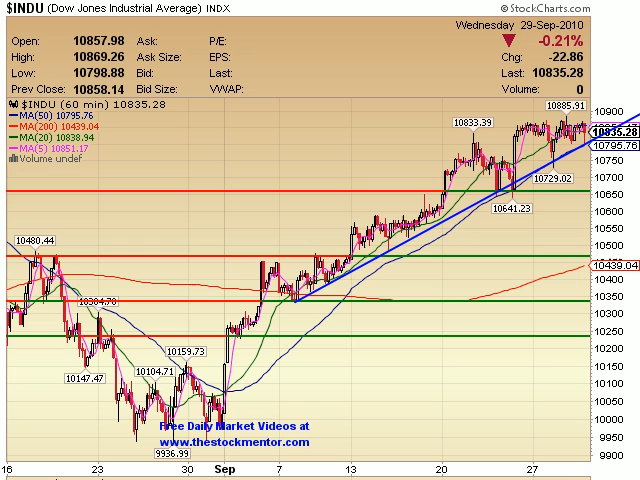 $INDU (Dow Jones Industrial Average) INDX
© StockCharts.com
Wednesday 29-Sep-2010
Open: 10857.98 Ask: P/E: -0.21%
High: 10869.26 Ask Size: EPS: Chg: -22.86
Low: 10798.88 Bid: Last: Last: 10835.28
Prev Close: 10858.14 Bid Size: VWAP: Volume: 0
$INDU (60 min) 10835.28
MA(50) 10795.76
MA(200) 10439.04
MA(20) 10838.94
MA(5) 10851.17
Volume undef
10885.91
10833.39
10729.02
10641.23
10480.44
10304.70
10159.73
10147.47
10104.71
9936.99
10900
10835.28
10795.76
10750
10700
10650
10600
10550
10500
10439.04
10400
10350
10300
10250
10200
10150
10100
10050
10000
9950
9900
Free Daily Market Videos at
www.thestockmentor.com
16 23 30 Sep 7 13 20 27